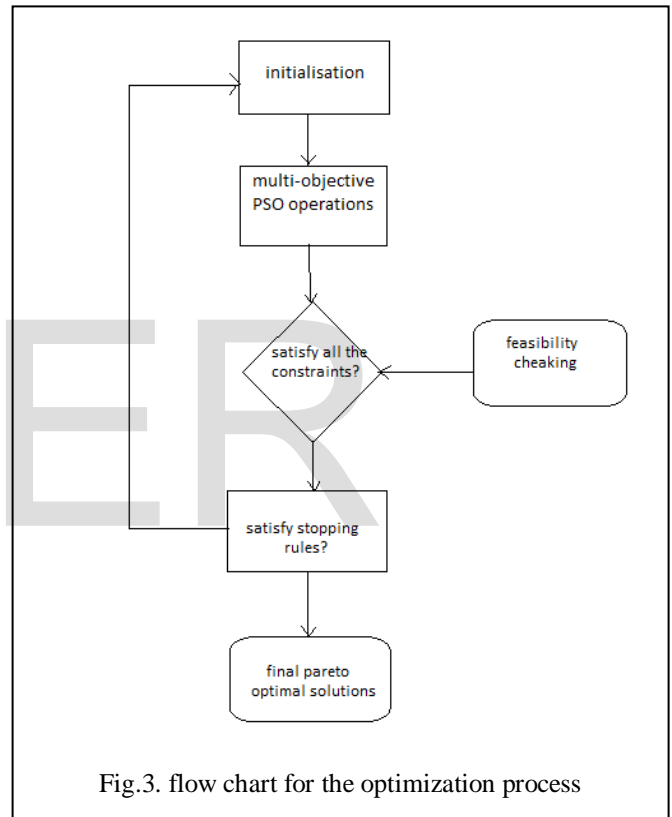 initialisation
multi-objective
PSO operations
satisfy all the
constraints?
feasibility
cheaking
satisfy stopping
rules?
final pareto
optimal solutions
Fig.3. flow chart for the optimization process
ER